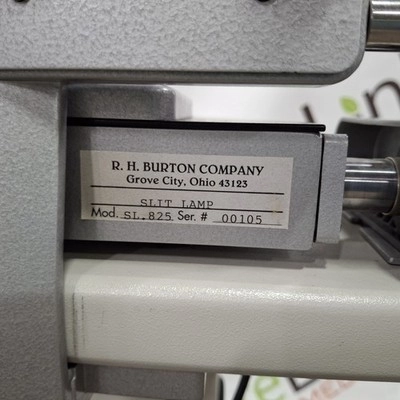 R. H. BURTON COMPANY
Grove City, Ohio 43123
SLIT LAMP
Mod. SL.825 Ser. # 00105